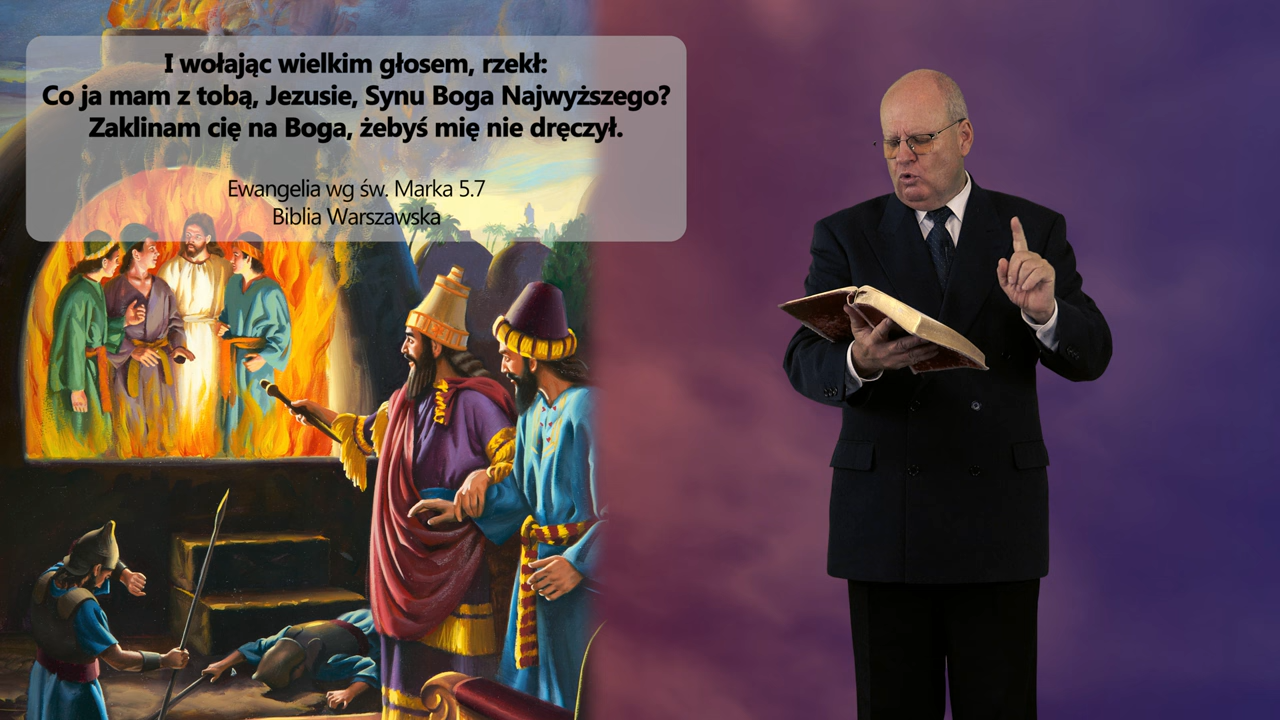 I wołając wielkim głosem, rzekł:
Co ja mam z tobą, Jezusie, Synu Boga Najwyższego?
Zaklinam cię na Boga, żebyś mię nie dręczył.
Ewangelia wg św. Marka 5.7
Biblia Warszawska